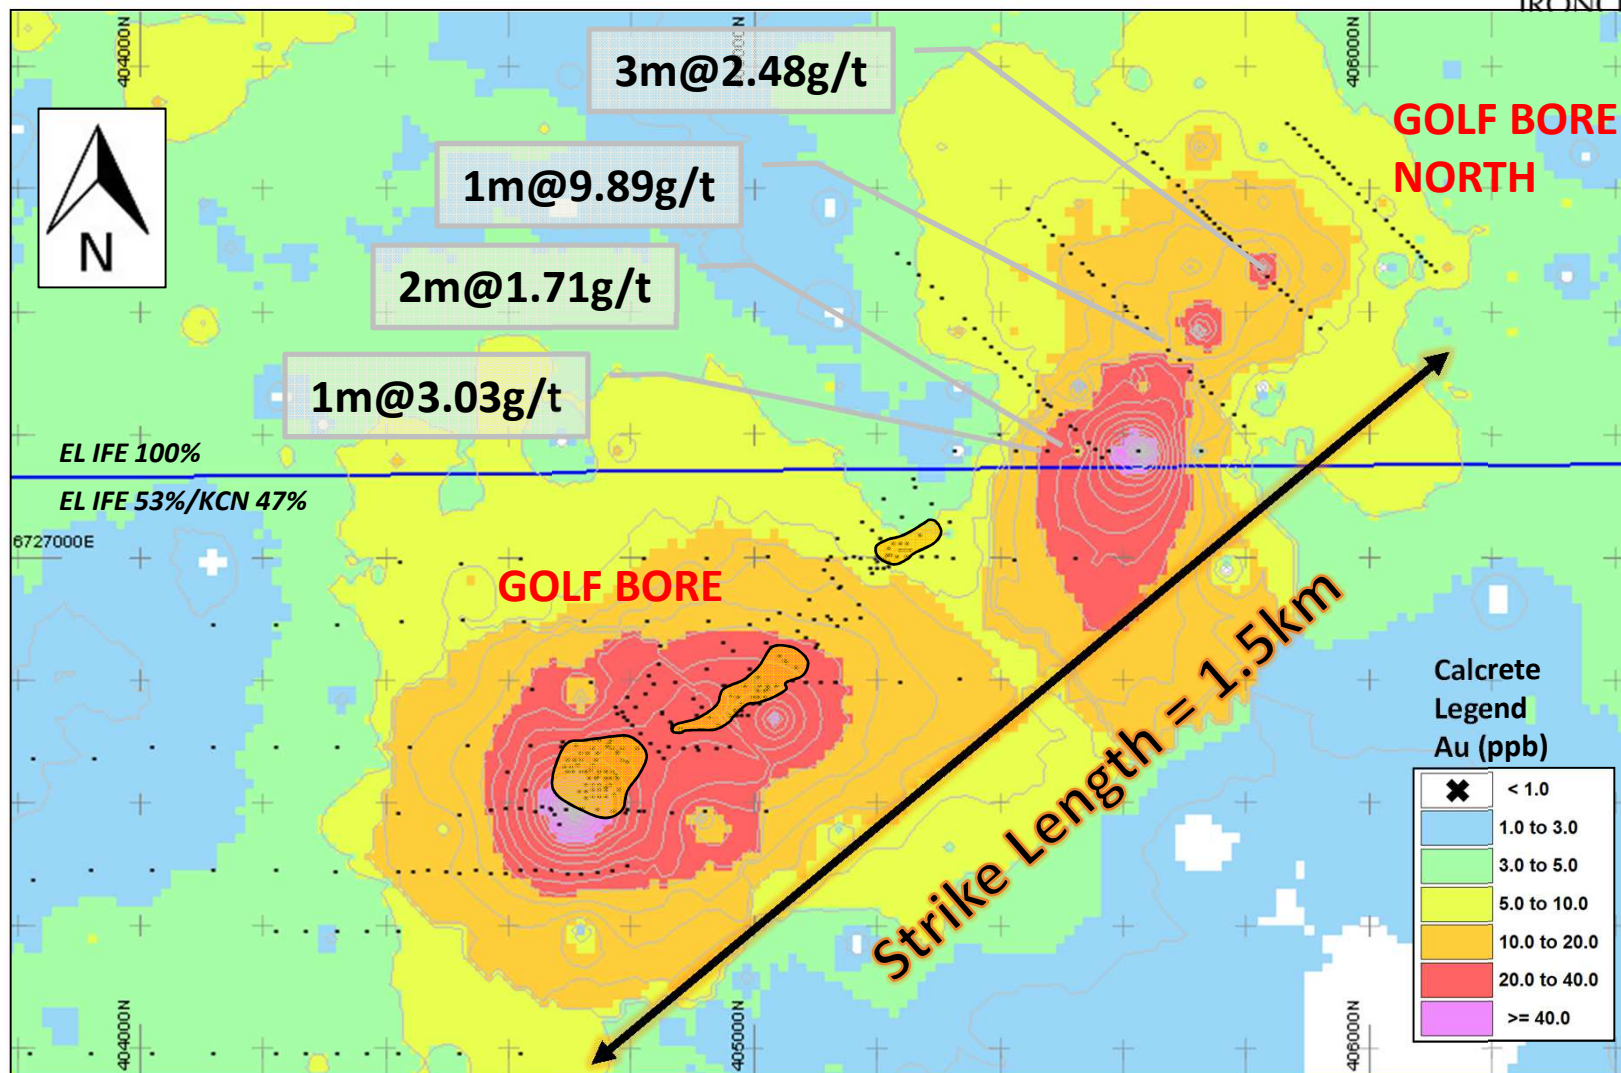 404000N
406000N
3m@2.48g/t
GOLF BORE
NORTH
1m@9.89g/t
N
2m@1.71g/t
1m@3.03g/t
EL IFE 100%
EL IFE 53%/KCN 47%
6727000E
GOLF BORE
Strike Length = 1.5km
Calcrete
Legend
Au (ppb)
< 1.0
1.0 to 3.0
3.0 to 5.0
5.0 to 10.0
10.0 to 20.0
20.0 to 40.0
>= 40.0
404000N
405000N
406000N